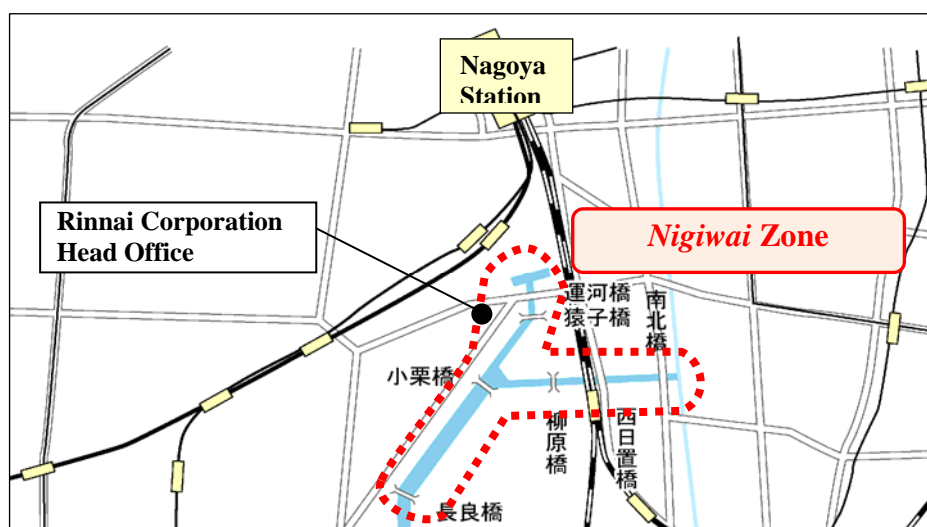 Nagoya
Station
Rinnai Corporation
Head Office
Nigiwai Zone
運河橋
猿子橋
南北橋
小栗橋
柳原橋
西日置橋
長良橋